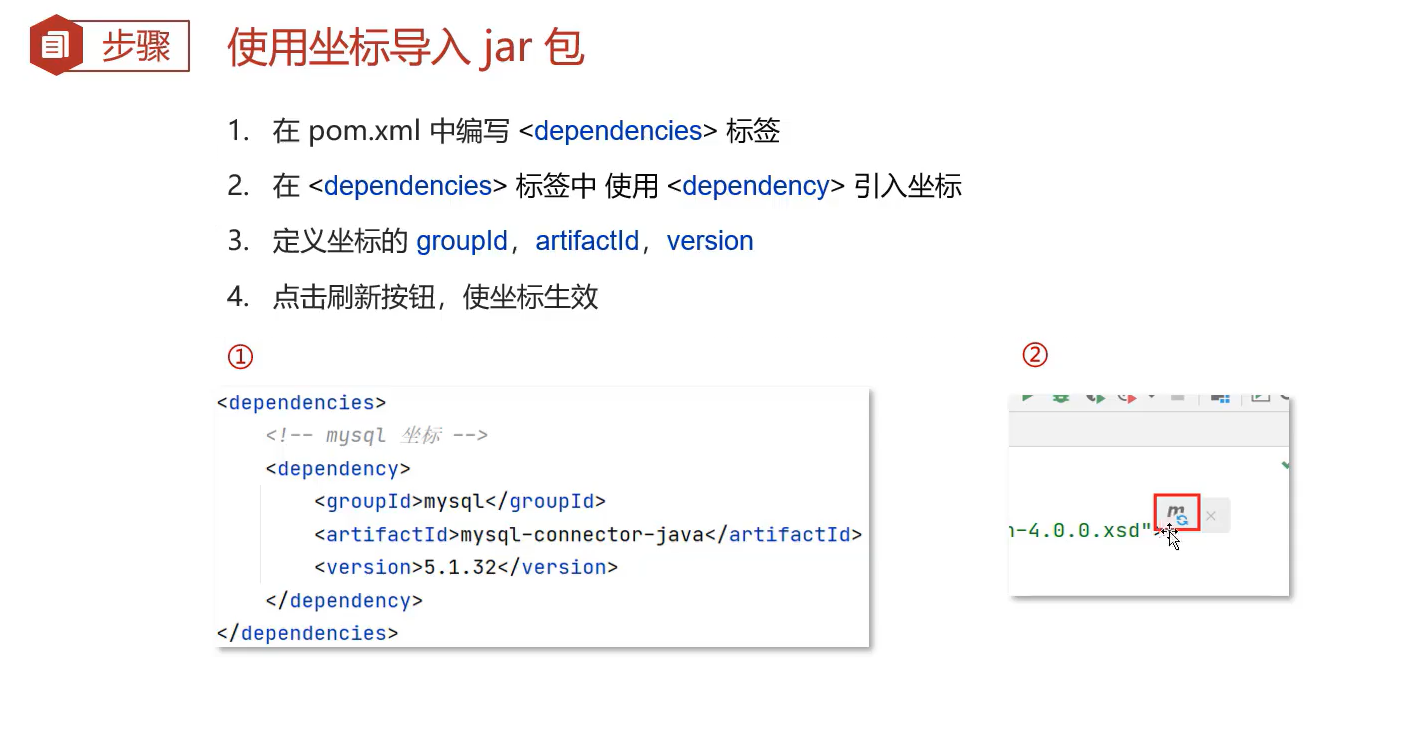 步骤
使用坐标导入 jar 包
1. 在 pom.xml 中编写 <dependencies> 标签
2. 在 <dependencies> 标签中 使用 <dependency> 引入坐标
3. 定义坐标的 groupId，artifactId，version
4. 点击刷新按钮，使坐标生效
①
<dependencies>
<!-- mysql 坐标 -->
<dependency>
<groupId>mysql</groupId>
<artifactId>mysql-connector-java</artifactId>
<version>5.1.32</version>
</dependency>
</dependencies>
②
m
-4.0.0.xsd">